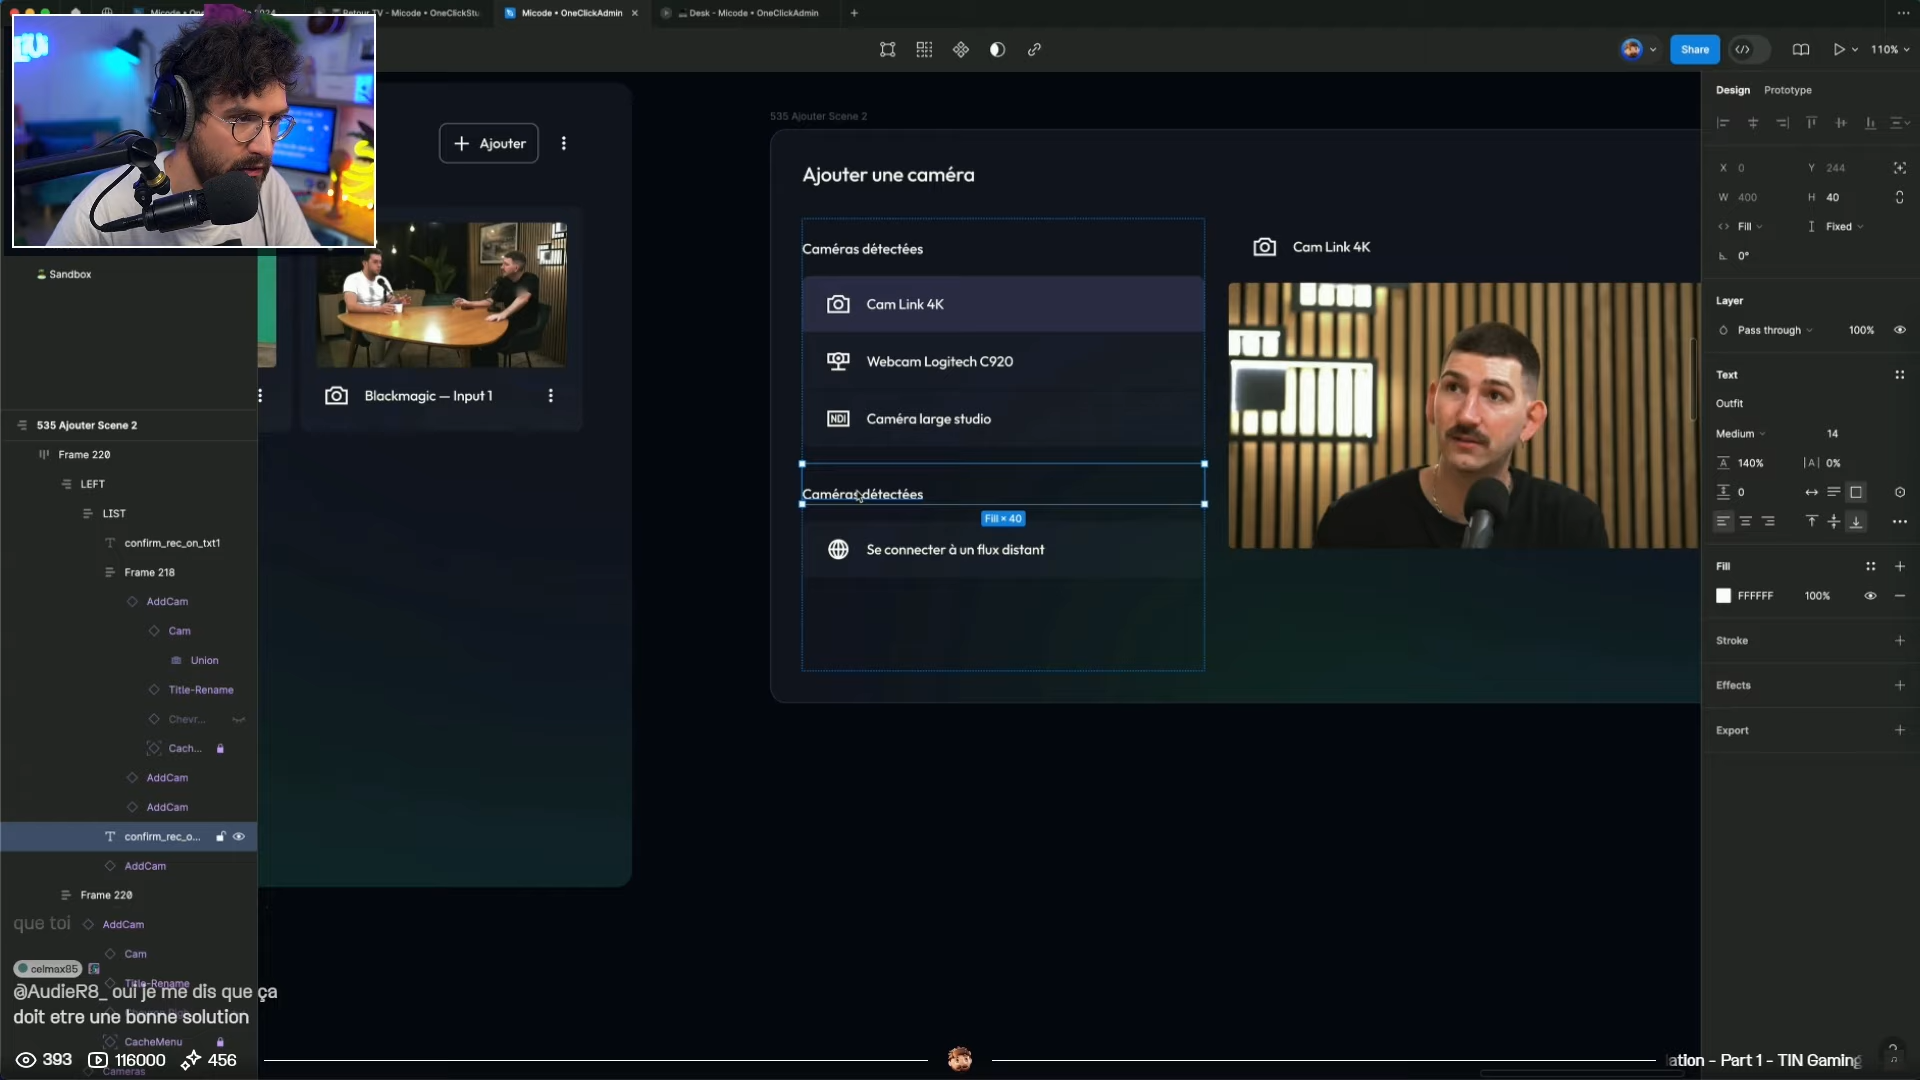 Micode • OneClickAdmin
Desk - Micode • OneClickAdmin
Share
110%
Sandbox
535 Ajouter Scene 2
Frame 220
LEFT
LIST
confirm_rec_on_txt1
Frame 218
AddCam
Cam
Union
Title-Rename
Chevr...
Cach...
AddCam
AddCam
confirm_rec_o...
AddCam
Frame 220
AddCam
Cam
Title-Rename
CacheMenu
Cameras
que toi
celmax85
@AudieR8_ oui je me dis que ça
doit etre une bonne solution
393
116000
456
Ajouter
Blackmagic — Input 1
535 Ajouter Scene 2
Ajouter une caméra
Caméras détectées
Cam Link 4K
Webcam Logitech C920
NDI
Caméra large studio
Caméras détectées
Fill × 40
Se connecter à un flux distant
Cam Link 4K
Design
Prototype
X 0
Y 244
W 400
H 40
Fill
Fixed
0°
Layer
Pass through
100%
Text
Outfit
Medium
14
140%
0%
0
Fill
FFFFFF
100%
Stroke
Effects
Export
ation - Part 1 - TIN Gaming